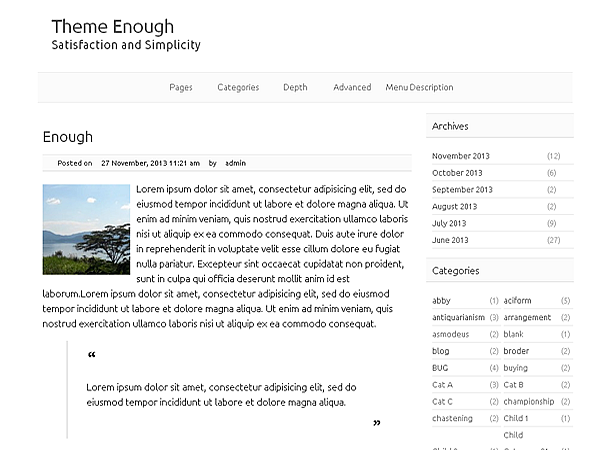 Theme Enough
Satisfaction and Simplicity
Pages Categories Depth Advanced Menu Description
Enough
Posted on 27 November, 2013 11:21 am by admin
Lorem ipsum dolor sit amet, consectetur adipisicing elit, sed do
eiusmod tempor incididunt ut labore et dolore magna aliqua. Ut
enim ad minim veniam, quis nostrud exercitation ullamco laboris
nisi ut aliquip ex ea commodo consequat. Duis aute irure dolor
in reprehenderit in voluptate velit esse cillum dolore eu fugiat
nulla pariatur. Excepteur sint occaecat cupidatat non proident,
sunt in culpa qui officia deserunt mollit anim id est
laborum.Lorem ipsum dolor sit amet, consectetur adipisicing elit, sed do eiusmod
tempor incididunt ut labore et dolore magna aliqua. Ut enim ad minim veniam, quis
nostrud exercitation ullamco laboris nisi ut aliquip ex ea commodo consequat.
“
Lorem ipsum dolor sit amet, consectetur adipisicing elit, sed do
eiusmod tempor incididunt ut labore et dolore magna aliqua.
”
Archives
November 2013 (12)
October 2013 (6)
September 2013 (2)
August 2013 (2)
July 2013 (9)
June 2013 (27)
Categories
abby (1) aciform (5)
antiquarianism (3) arrangement (2)
asmodeus (2) blank (1)
blog (2) broder (2)
BUG (4) buying (2)
Cat A (3) Cat B (2)
Cat C (2) championship (2)
chastening (2) Child 1 (1)
Child